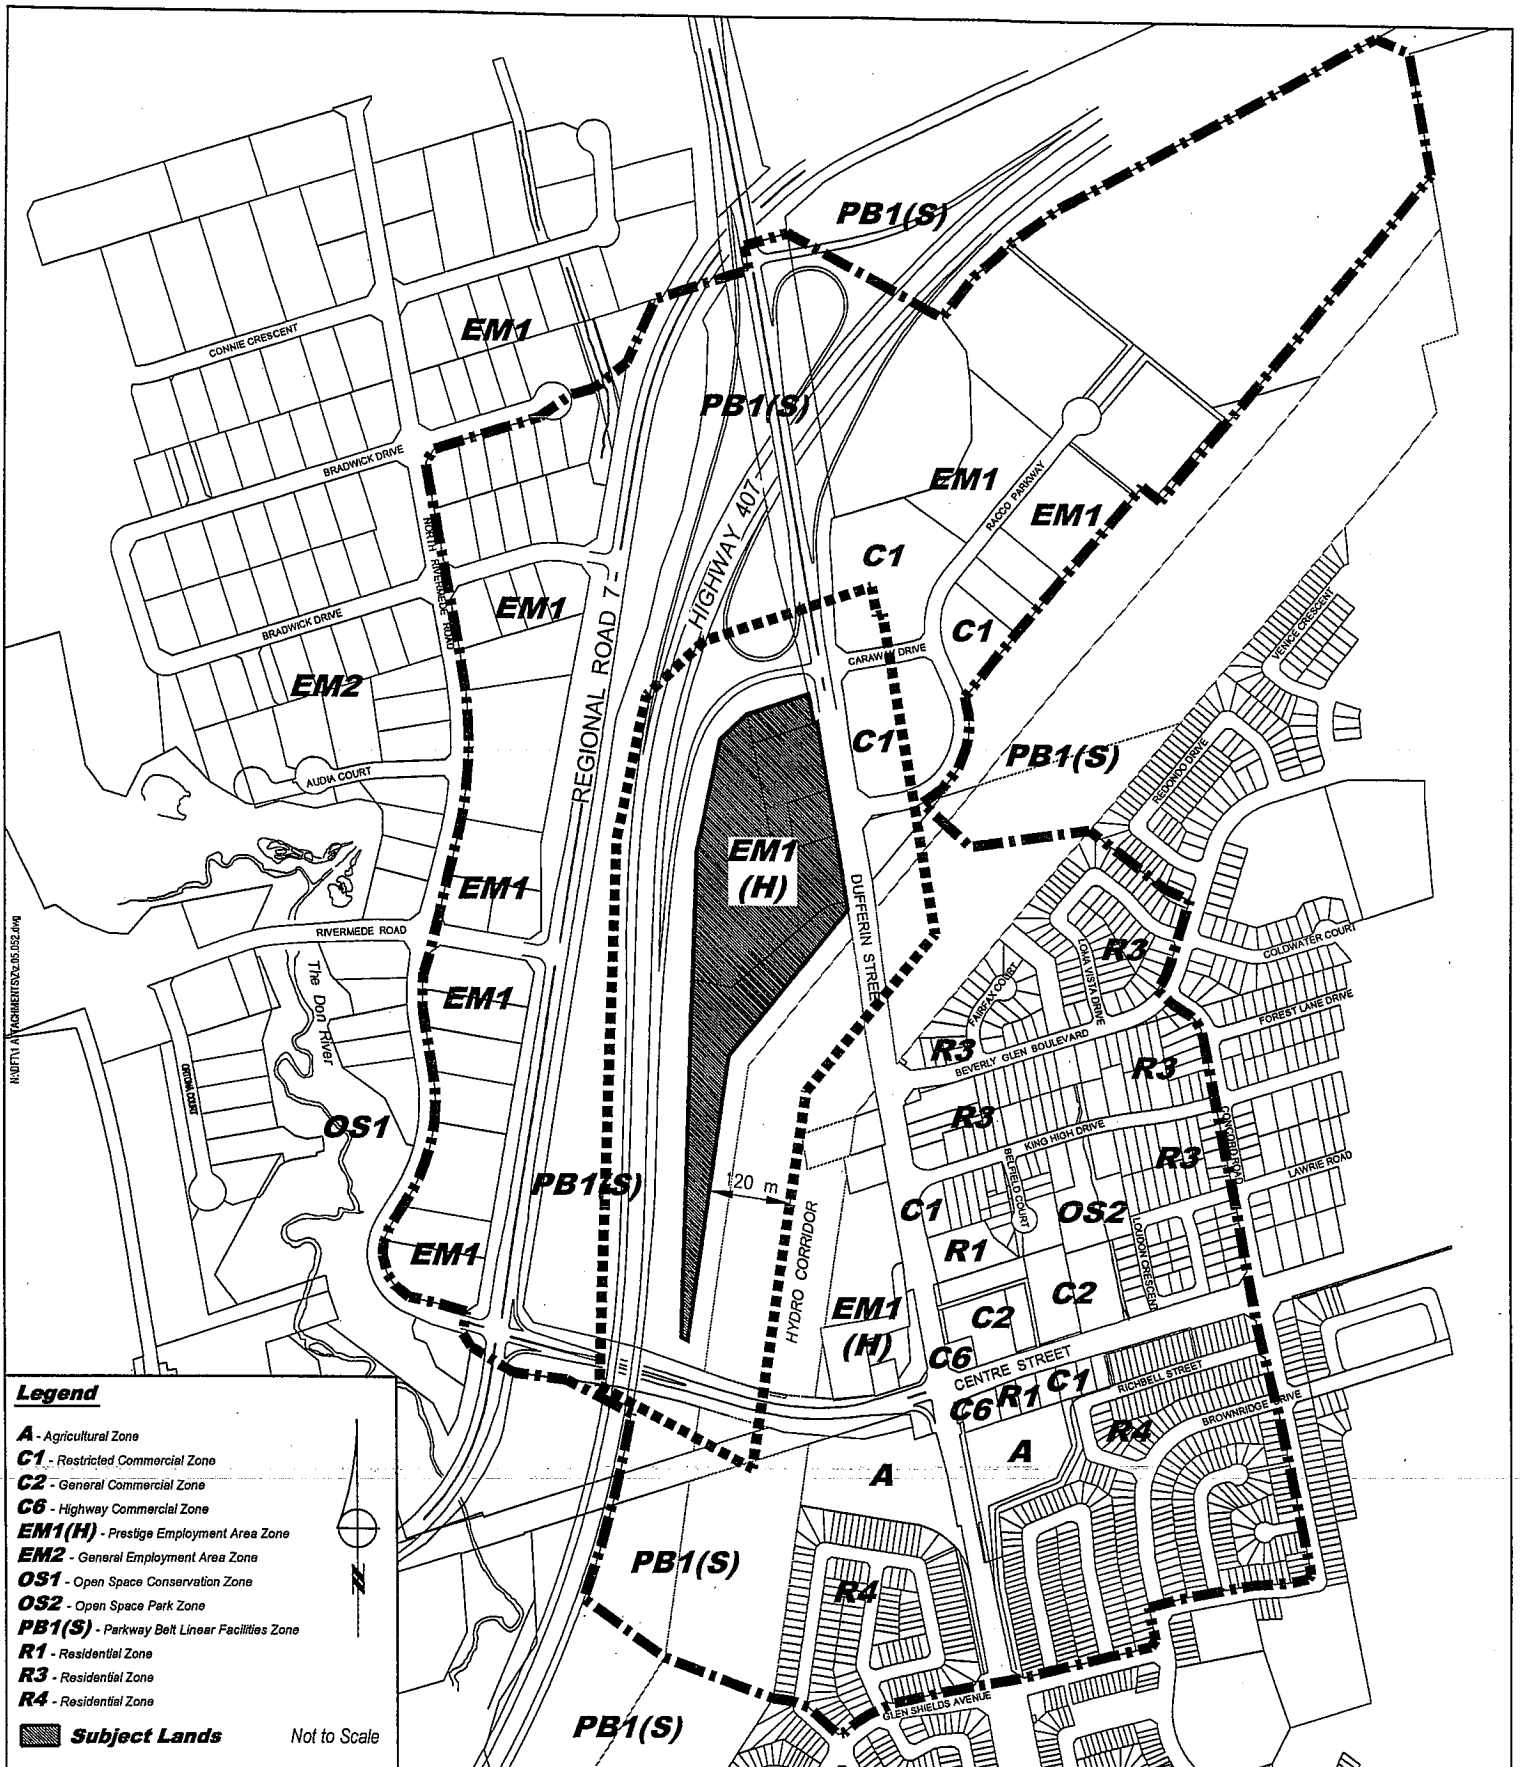 PB1(S)
EM1
CONNIE CRESCENT
PB1(S)
BRADWICK DRIVE
EM1
RACCO PARKWAY
EM1
HIGHWAY 407
NORTH RIVERMEDE ROAD
C1
EM1
REGIONAL ROAD 7
BRADWICK DRIVE
C1
VENICE CRESCENT
CARAWAY DRIVE
EM2
C1
PB1(S)
REDONDO DRIVE
AUDIA COURT
EM1
(H)
EM1
DUFFERIN STREET
RIVERMEDE ROAD
R3
COLDWATER COURT
LOMA VISTA DRIVE
The Don River
EM1
FAIRFAX COURT
FOREST LANE DRIVE
R3
BEVERLY GLEN BOULEVARD
R3
ORTONA COURT
OS1
R3
KING HIGH DRIVE
CONCORD ROAD
R3
LAWRIE ROAD
BELFIELD COURT
PB1(S)
120 m
C1
OS2
HYDRO CORRIDOR
R1
EM1
LOUDON CRESCENT
C2
EM1
(H)
C2
C6
CENTRE STREET
C6
R1
C1
RICHBELL STREET
BROWNRIDGE DRIVE
R4
A
A
PB1(S)
R4
GLEN SHIELDS AVENUE
PB1(S)
Legend
A - Agricultural Zone
C1 - Restricted Commercial Zone
C2 - General Commercial Zone
C6 - Highway Commercial Zone
EM1(H) - Prestige Employment Area Zone
EM2 - General Employment Area Zone
OS1 - Open Space Conservation Zone
OS2 - Open Space Park Zone
PB1(S) - Parkway Belt Linear Facilities Zone
R1 - Residential Zone
R3 - Residential Zone
R4 - Residential Zone
N
Subject Lands
Not to Scale